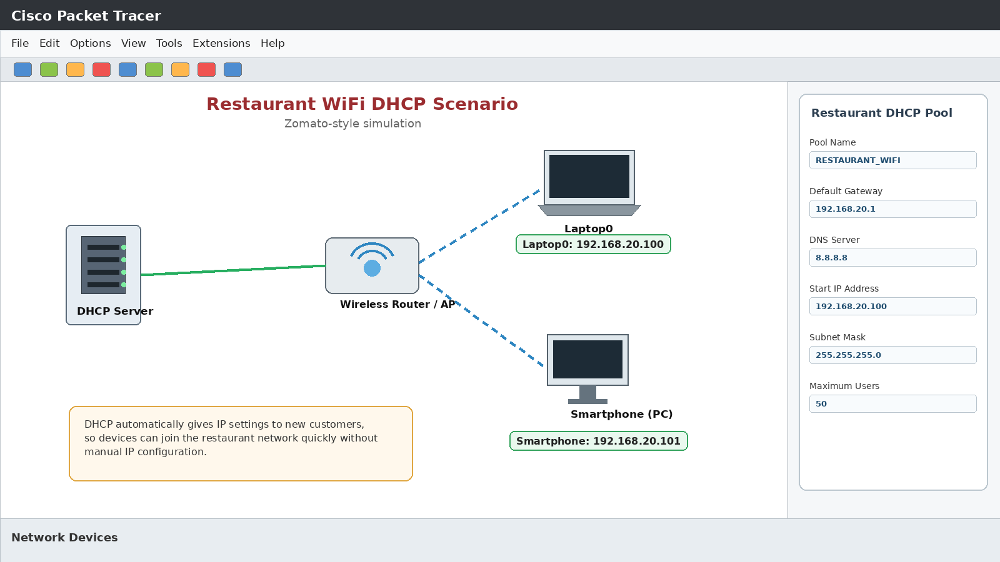 Cisco Packet Tracer
File Edit Options View Tools Extensions Help
Restaurant WiFi DHCP Scenario
Zomato-style simulation
Laptop0
Laptop0: 192.168.20.100
DHCP Server
Wireless Router / AP
Smartphone (PC)
Smartphone: 192.168.20.101
DHCP automatically gives IP settings to new customers,
so devices can join the restaurant network quickly without
manual IP configuration.
Restaurant DHCP Pool
Pool Name
RESTAURANT_WIFI
Default Gateway
192.168.20.1
DNS Server
8.8.8.8
Start IP Address
192.168.20.100
Subnet Mask
255.255.255.0
Maximum Users
50
Network Devices